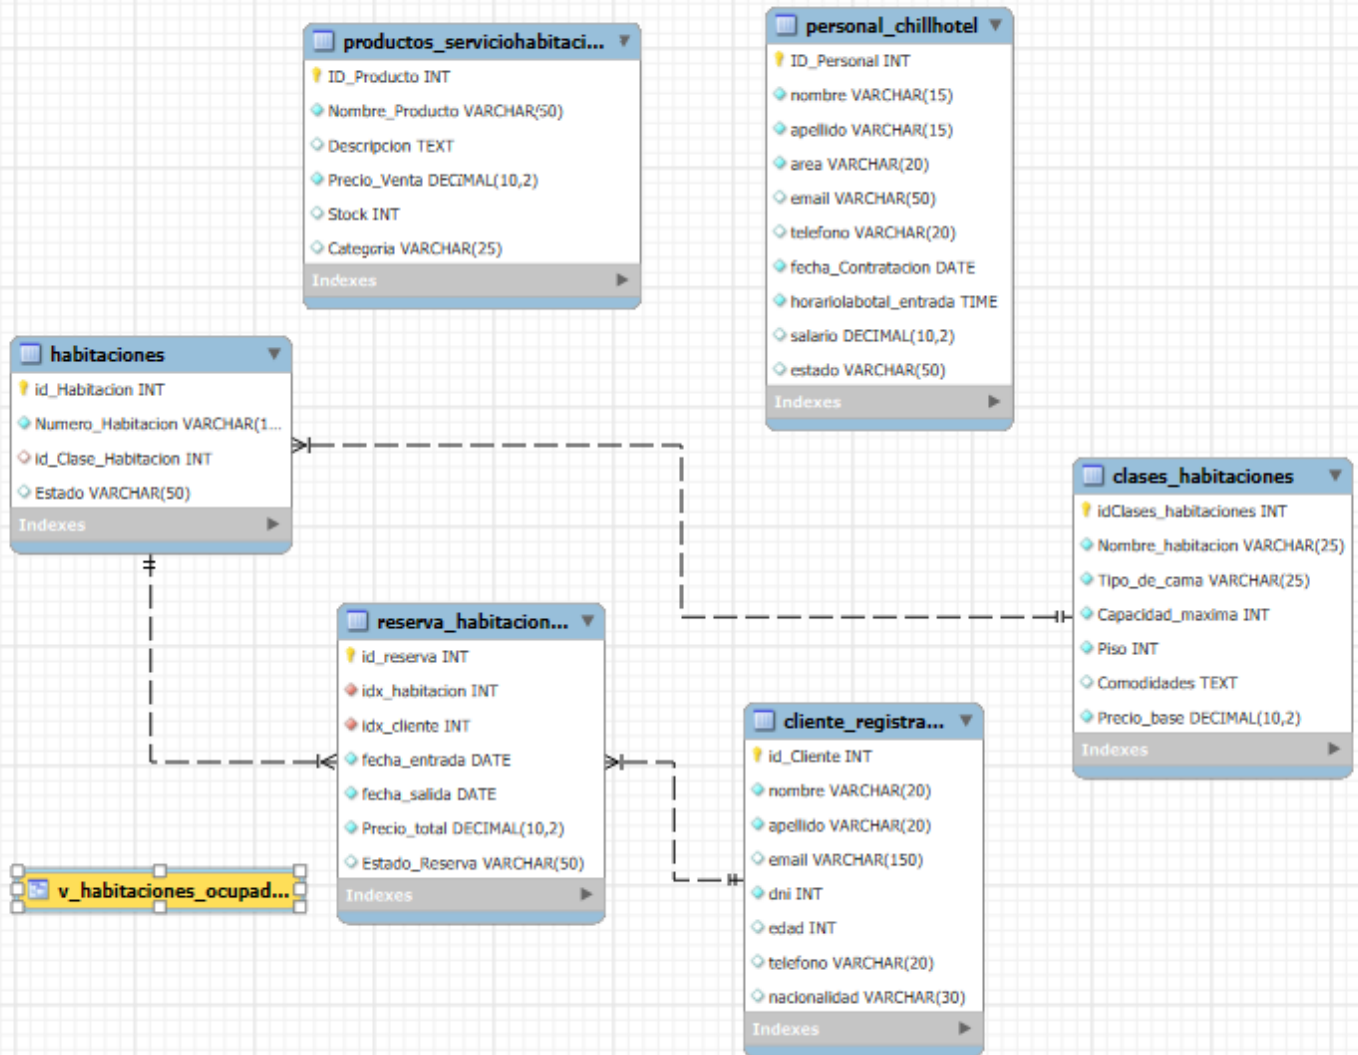 productos_serviciohabitaci...
ID_Producto INT
Nombre_Producto VARCHAR(50)
Descripcion TEXT
Precio_Venta DECIMAL(10,2)
Stock INT
Categoria VARCHAR(25)
Indexes
personal_chillhotel
ID_Personal INT
nombre VARCHAR(15)
apellido VARCHAR(15)
area VARCHAR(20)
email VARCHAR(50)
telefono VARCHAR(20)
fecha_Contratacion DATE
horariolabotal_entrada TIME
salario DECIMAL(10,2)
estado VARCHAR(50)
Indexes
habitaciones
id_Habitacion INT
Numero_Habitacion VARCHAR(1...
id_Clase_Habitacion INT
Estado VARCHAR(50)
Indexes
clases_habitaciones
idClases_habitaciones INT
Nombre_habitacion VARCHAR(25)
Tipo_de_cama VARCHAR(25)
Capacidad_maxima INT
Piso INT
Comodidades TEXT
Precio_base DECIMAL(10,2)
Indexes
reserva_habitacion...
id_reserva INT
idx_habitacion INT
idx_cliente INT
fecha_entrada DATE
fecha_salida DATE
Precio_total DECIMAL(10,2)
Estado_Reserva VARCHAR(50)
Indexes
cliente_registra...
id_Cliente INT
nombre VARCHAR(20)
apellido VARCHAR(20)
email VARCHAR(150)
dni INT
edad INT
telefono VARCHAR(20)
nacionalidad VARCHAR(30)
Indexes
v_habitaciones_ocupad...